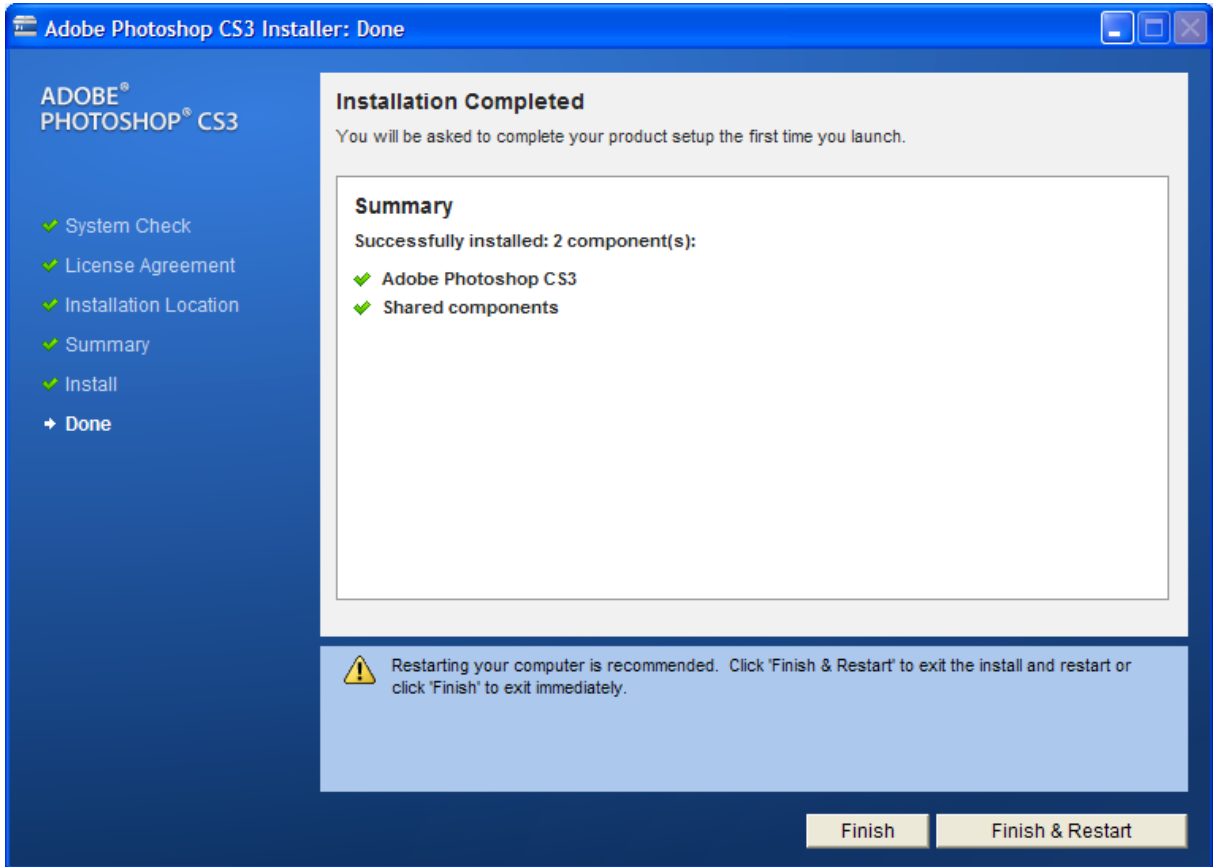 Adobe Photoshop CS3 Installer: Done
ADOBE®
PHOTOSHOP® CS3
System Check
License Agreement
Installation Location
Summary
Install
Done
Installation Completed
You will be asked to complete your product setup the first time you launch.
Summary
Successfully installed: 2 component(s):
Adobe Photoshop CS3
Shared components
Restarting your computer is recommended.  Click 'Finish & Restart' to exit the install and restart or
click 'Finish' to exit immediately.
Finish
Finish & Restart